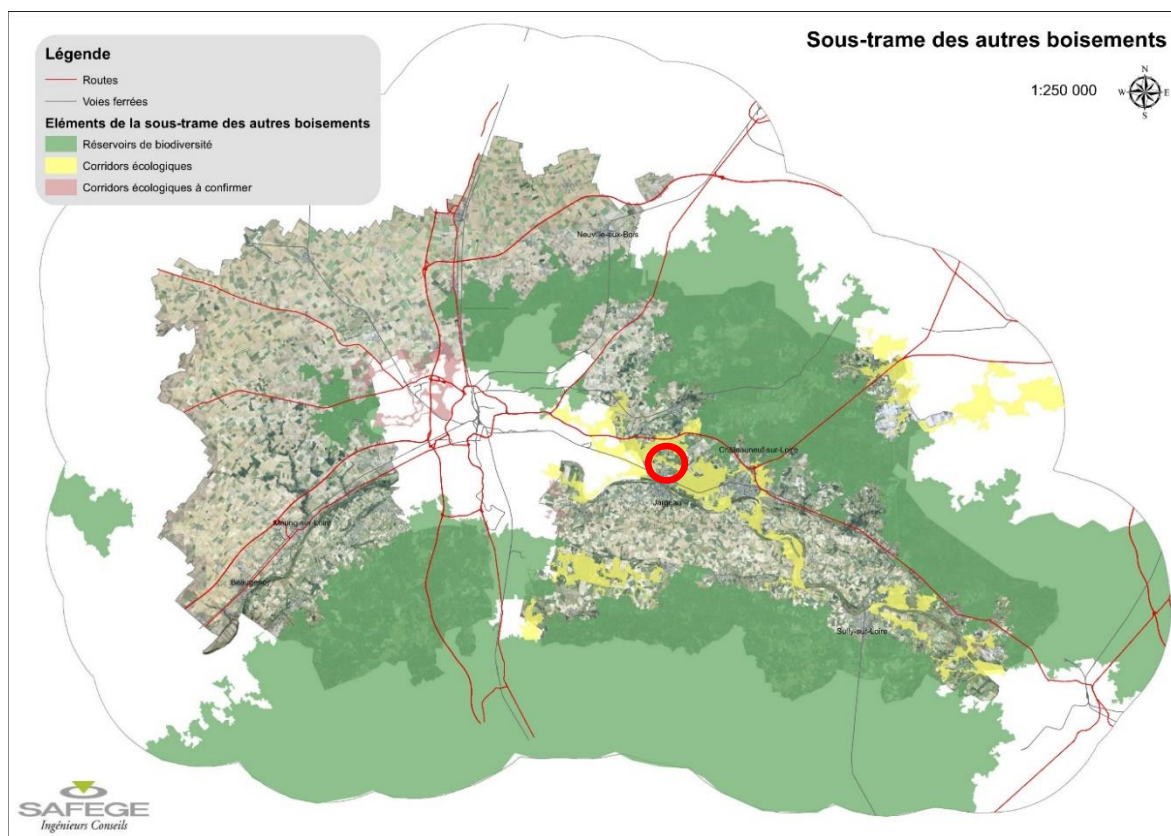 Légende
Routes
Voies ferrées
Eléments de la sous-trame des autres boisements
Réservoirs de biodiversité
Corridors écologiques
Corridors écologiques à confirmer
Sous-trame des autres boisements
1:250 000
N
W E
S
Neuville-aux-Bois
Châteauneuf-sur-Loire
Jargeau
Meung-sur-Loire
Beaugency
Sully-sur-Loire
SAFEGE
Ingénieurs Conseils